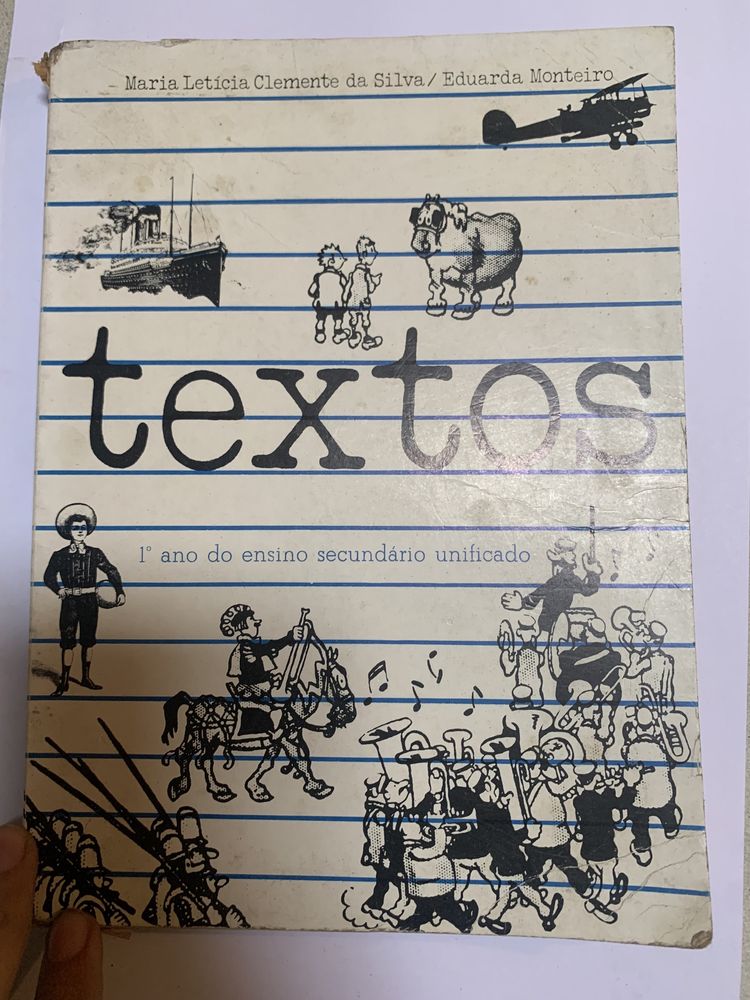 Maria Letícia Clemente da Silva/Eduarda Monteiro
textos
1º ano do ensino secundário unificado